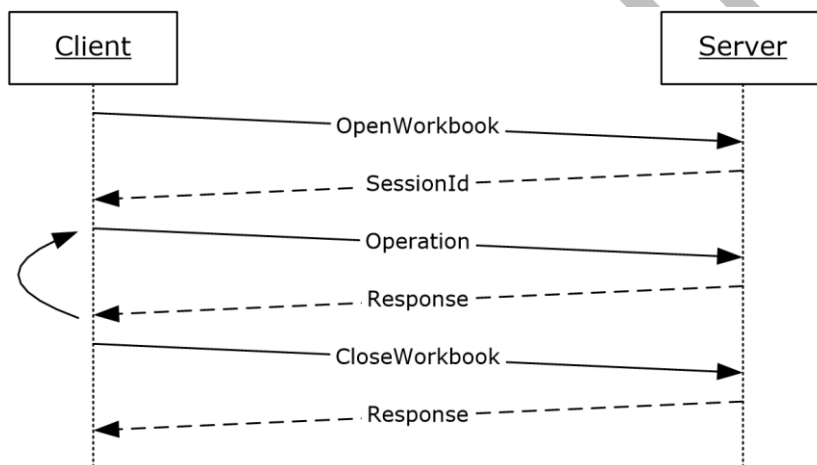 Client
Server
OpenWorkbook
SessionId
Operation
Response
CloseWorkbook
Response